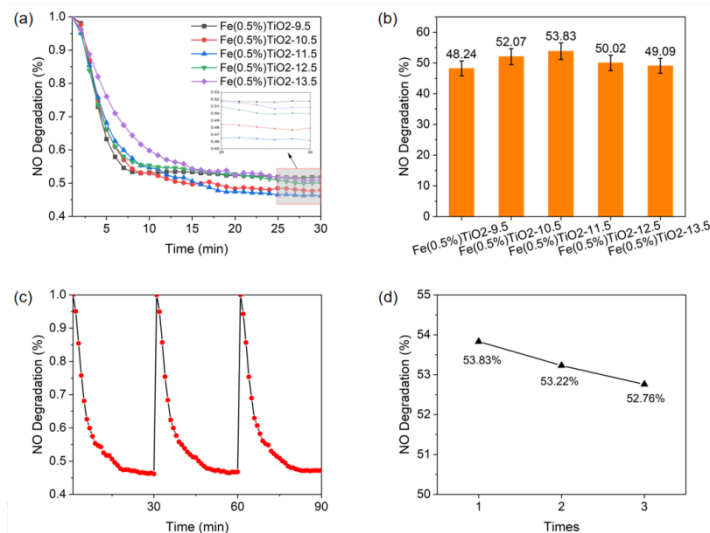 (a)
Fe(0.5%)TiO2-9.5
Fe(0.5%)TiO2-10.5
Fe(0.5%)TiO2-11.5
Fe(0.5%)TiO2-12.5
Fe(0.5%)TiO2-13.5
NO Degradation (%)
1.0
0.9
0.8
0.7
0.6
0.5
0.4
5 10 15 20 25 30
Time (min)
(b)
NO Degradation (%)
80
70
60
50
40
30
20
10
0
48.24 52.07 53.83 50.02 49.09
Fe(0.5%)TiO2-9.5
Fe(0.5%)TiO2-10.5
Fe(0.5%)TiO2-11.5
Fe(0.5%)TiO2-12.5
Fe(0.5%)TiO2-13.5
(c)
NO Degradation (%)
1.0
0.9
0.8
0.7
0.6
0.5
0.4
30 60 90
Time (min)
(d)
NO Degradation (%)
55
54
53
52
51
50
53.83%
53.22%
52.76%
1 2 3
Times